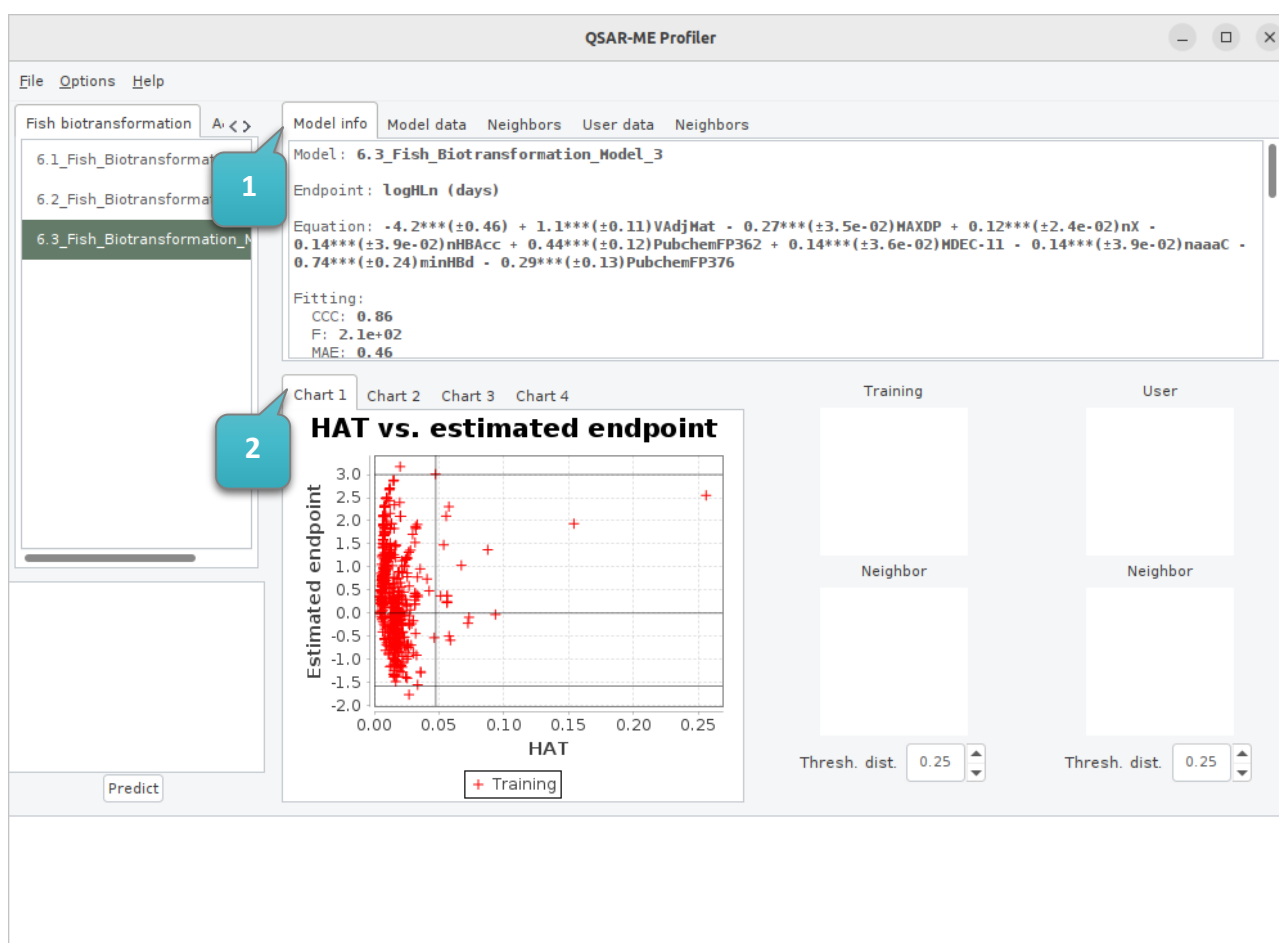 QSAR-ME Profiler
File Options Help
Fish biotransformation
6.1_Fish_Biotransforma
6.2_Fish_Biotransforma
6.3_Fish_Biotransformation_M
Predict
1
Model info Model data Neighbors User data Neighbors
Model: 6.3_Fish_Biotransformation_Model_3
Endpoint: logHLn (days)
Equation: -4.2***(±0.46) + 1.1***(±0.11)VAdjMat - 0.27***(±3.5e-02)MAXDP + 0.12***(±2.4e-02)nX -
0.14***(±3.9e-02)nHBAcc + 0.44***(±0.12)PubchemFP362 + 0.14***(±3.6e-02)MDEC-11 - 0.14***(±3.9e-02)naaaC -
0.74***(±0.24)minHBd - 0.29***(±0.13)PubchemFP376
Fitting:
CCC: 0.86
F: 2.1e+02
MAE: 0.46
2
Chart 1 Chart 2 Chart 3 Chart 4
HAT vs. estimated endpoint
Estimated endpoint
3.0
2.5
2.0
1.5
1.0
0.5
0.0
-0.5
-1.0
-1.5
-2.0
0.00 0.05 0.10 0.15 0.20 0.25
HAT
Training
Training User
Neighbor Neighbor
Thresh. dist. 0.25 Thresh. dist. 0.25